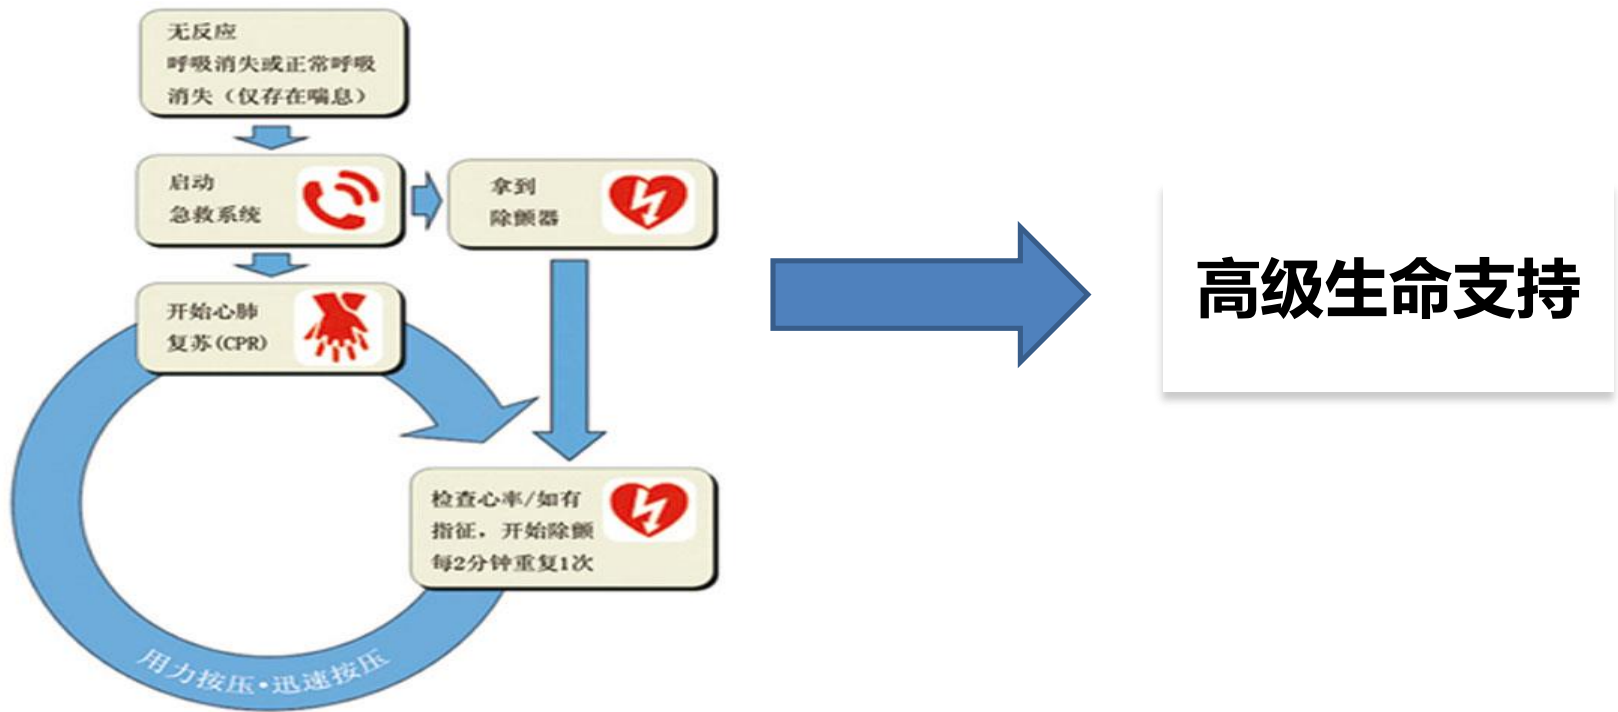 无反应
呼吸消失或正常呼吸
消失（仅存在喘息）
启动
急救系统
拿到
除颤器
开始心肺
复苏(CPR)
检查心率/如有
指征，开始除颤
每2分钟重复1次
用力按压·迅速按压
高级生命支持